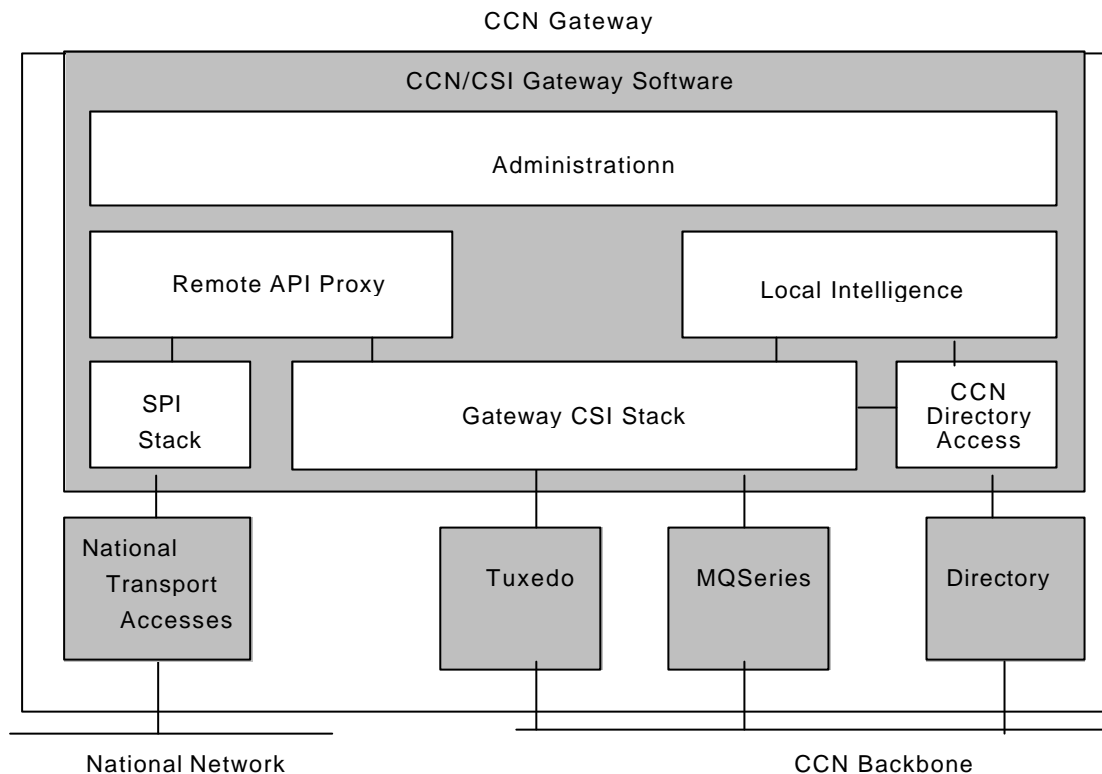 CCN Gateway
CCN/CSI Gateway Software
Administrationn
Remote API Proxy
Local Intelligence
SPI
Stack
Gateway CSI Stack
CCN
Directory
Access
National
Transport
Accesses
Tuxedo
MQSeries
Directory
National Network
CCN Backbone